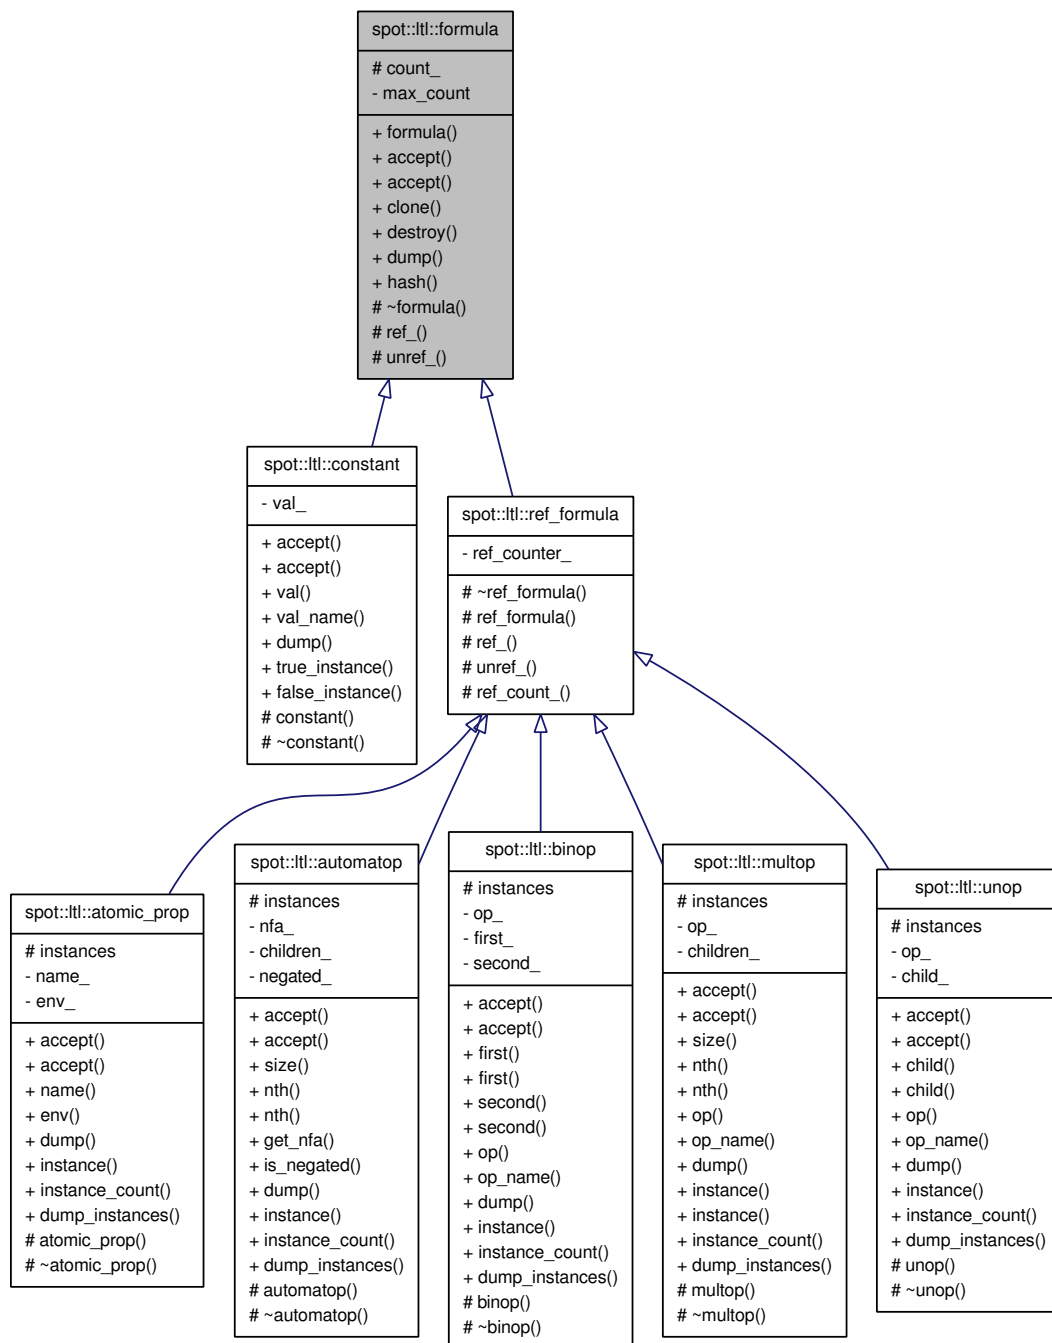 spot::ltl::formula
# count_
- max_count
+ formula()
+ accept()
+ accept()
+ clone()
+ destroy()
+ dump()
+ hash()
# ~formula()
# ref_()
# unref_()
spot::ltl::constant
- val_
+ accept()
+ accept()
+ val()
+ val_name()
+ dump()
+ true_instance()
+ false_instance()
# constant()
# ~constant()
spot::ltl::ref_formula
- ref_counter_
# ~ref_formula()
# ref_formula()
# ref_()
# unref_()
# ref_count_()
spot::ltl::atomic_prop
# instances
- name_
- env_
+ accept()
+ accept()
+ name()
+ env()
+ dump()
+ instance()
+ instance_count()
+ dump_instances()
# atomic_prop()
# ~atomic_prop()
spot::ltl::automatop
# instances
- nfa_
- children_
- negated_
+ accept()
+ accept()
+ size()
+ nth()
+ nth()
+ get_nfa()
+ is_negated()
+ dump()
+ instance()
+ instance_count()
+ dump_instances()
# automatop()
# ~automatop()
spot::ltl::binop
# instances
- op_
- first_
- second_
+ accept()
+ accept()
+ first()
+ first()
+ second()
+ second()
+ op()
+ op_name()
+ dump()
+ instance()
+ instance_count()
+ dump_instances()
# binop()
# ~binop()
spot::ltl::multop
# instances
- op_
- children_
+ accept()
+ accept()
+ size()
+ nth()
+ nth()
+ op()
+ op_name()
+ dump()
+ instance()
+ instance()
+ instance_count()
+ dump_instances()
# multop()
# ~multop()
spot::ltl::unop
# instances
- op_
- child_
+ accept()
+ accept()
+ child()
+ child()
+ op()
+ op_name()
+ dump()
+ instance()
+ instance_count()
+ dump_instances()
# unop()
# ~unop()